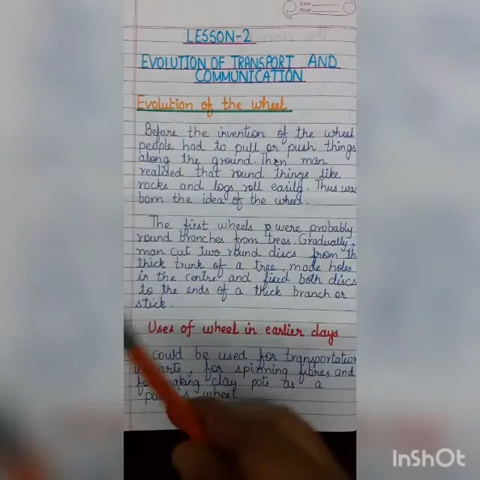 Date
Page
LESSON-2
EVOLUTION OF TRANSPORT AND
COMMUNICATION
Evolution of the wheel
Before the invention of the wheel
people had to pull or push things
along the ground. Then man
realized that round things like
rocks and logs roll easily. Thus was
born the idea of the wheel.
The first wheels were probably
round branches from trees. Gradually,
man cut two round discs from th
thick trunk of a tree, made holes
in the centre and fixed both discs
to the ends of a thick branch or
stick.
Uses of wheel in earlier days
could be used for transportation
for spinning fibres and
making clay pots as a
wheel
InShOt